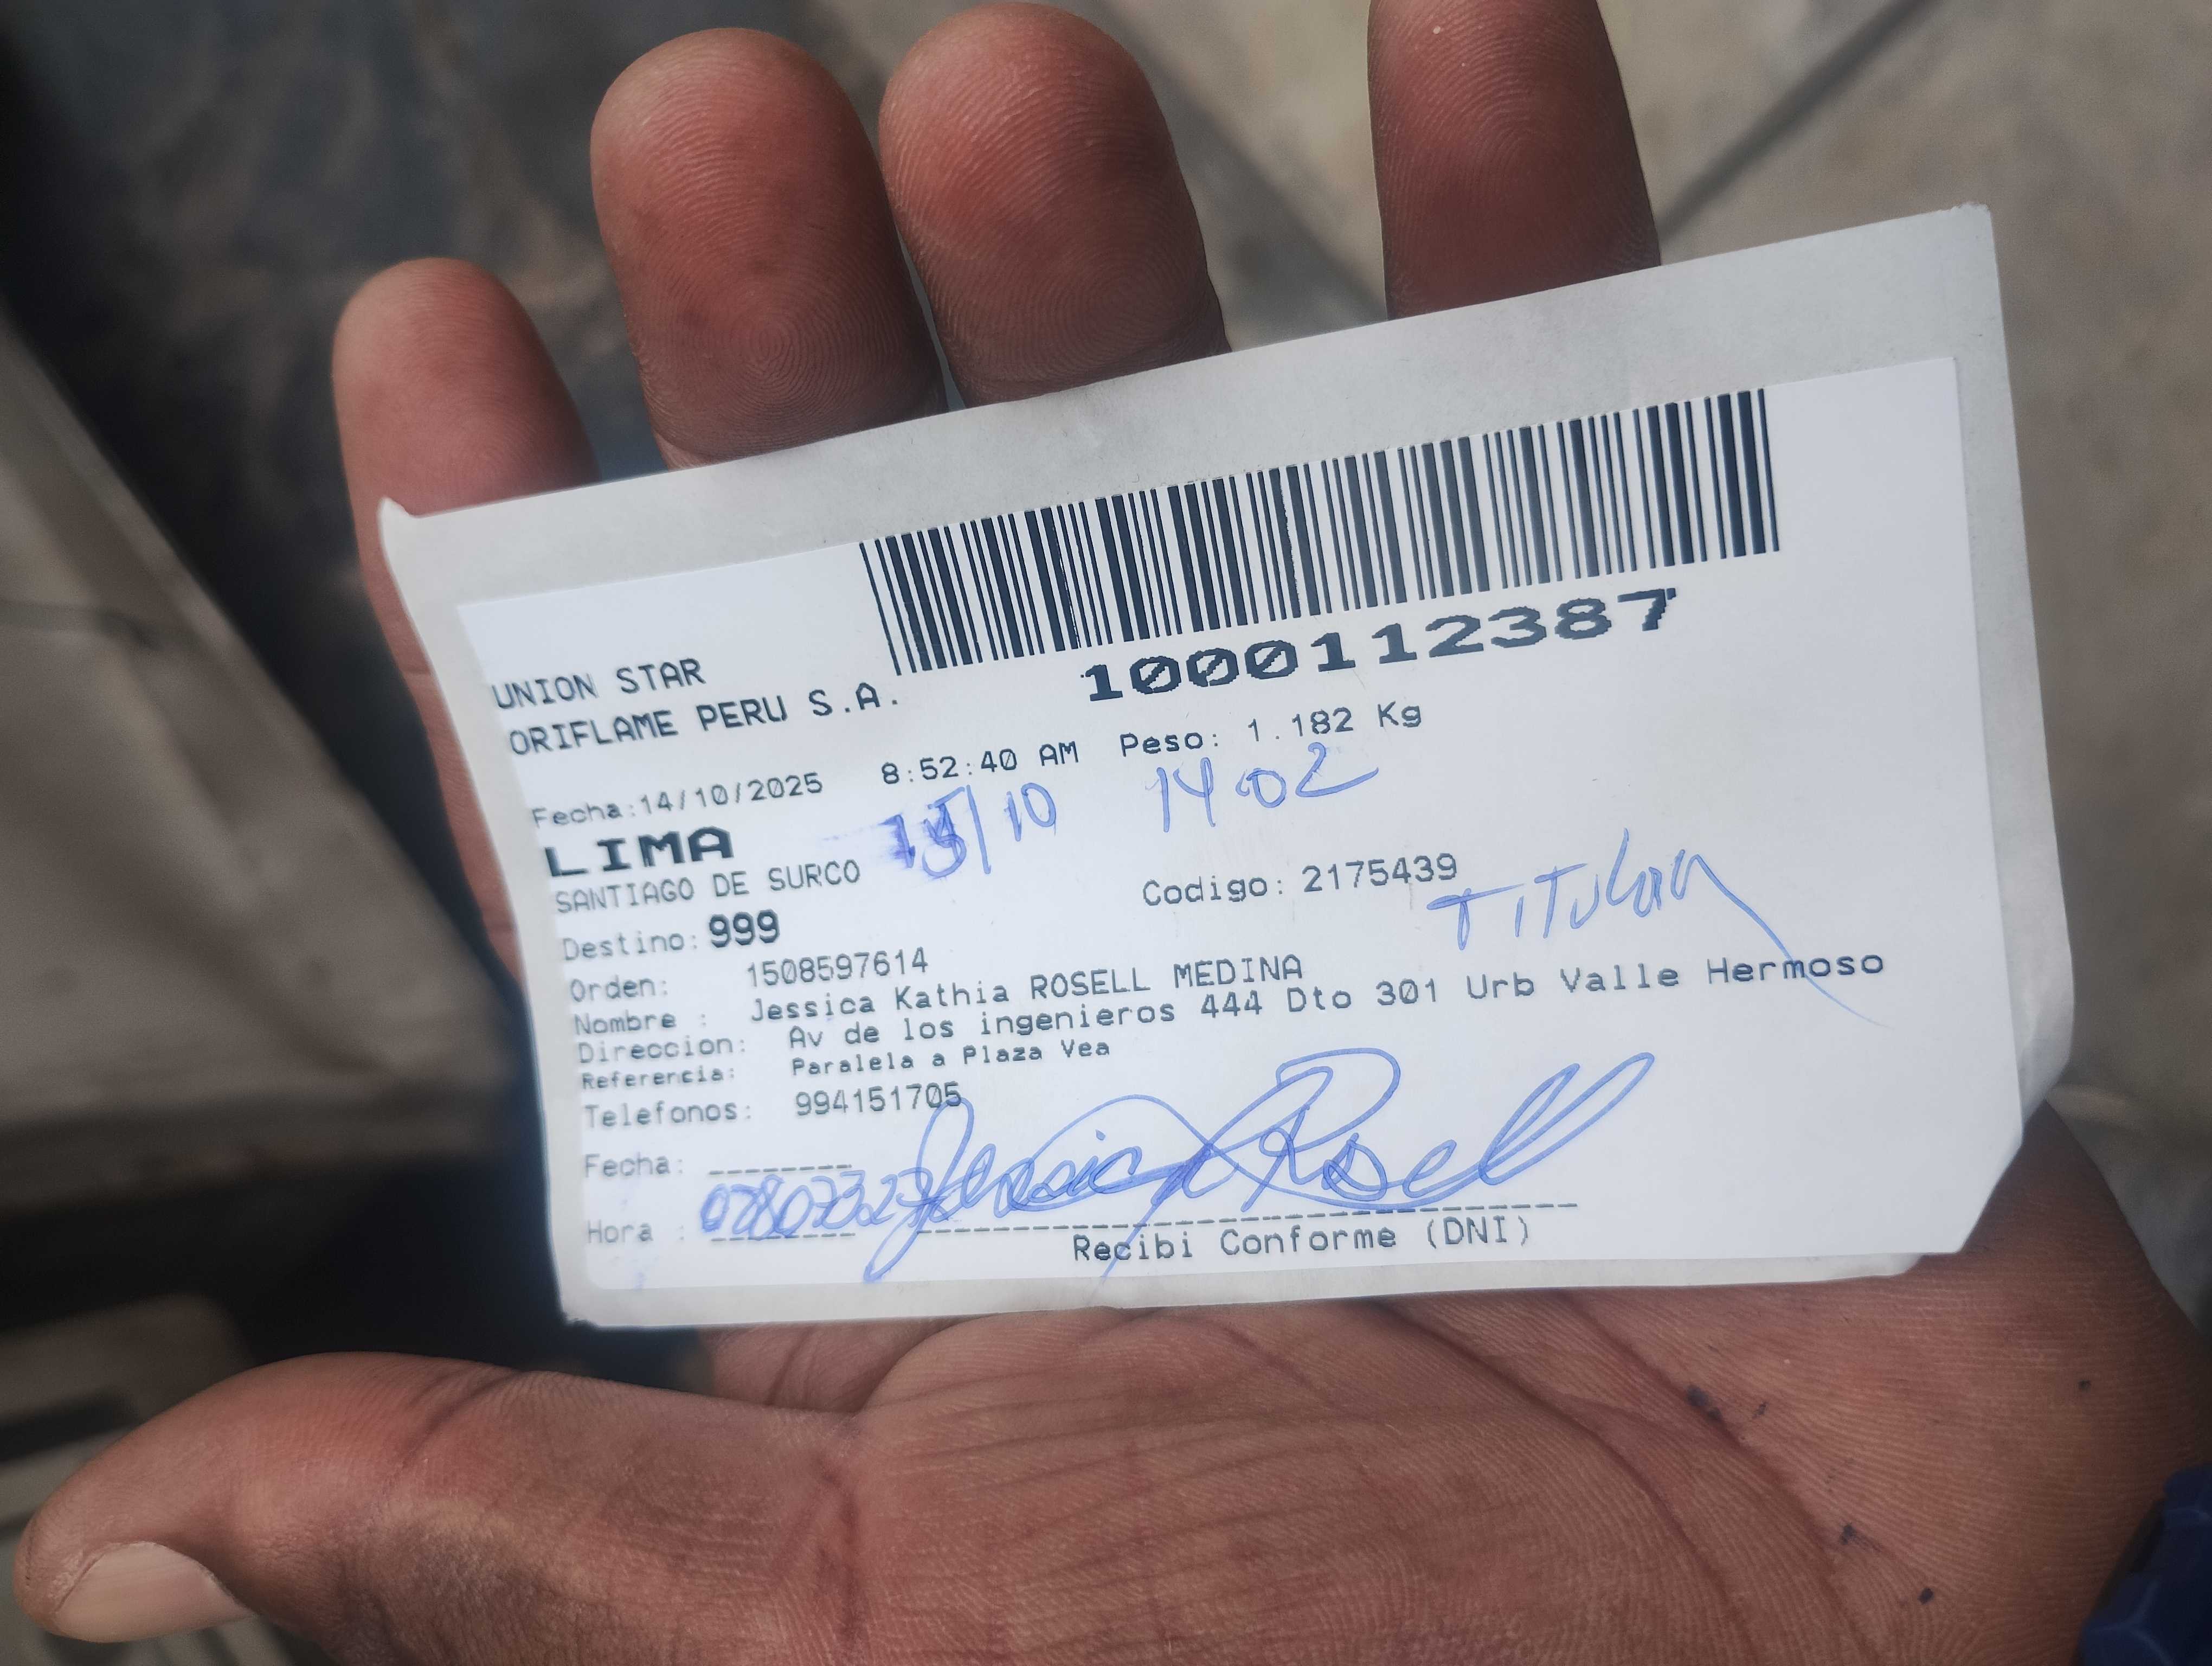 1000112387
UNION STAR
ORIFLAME PERU S.A.
Fecha:14/10/2025 8:52:40 AM Peso: 1.182 Kg
LIMA 15/10 14:02
SANTIAGO DE SURCO
Codigo: 2175439 TITULAR
Destino: 999
Orden: 1508597614
Nombre : Jessica Kathia ROSELL MEDINA
Direccion: Av de los ingenieros 444 Dto 301 Urb Valle Hermoso
Referencia: Paralela a Plaza Vea
Telefonos: 994151705
Fecha:
Jessica Rosell
Hora :
Recibi Conforme (DNI)